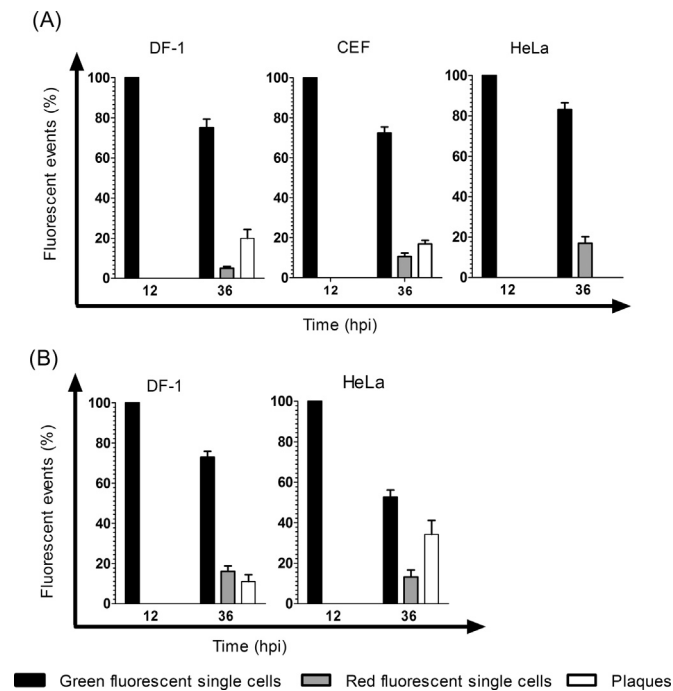 (A)
DF-1 CEF HeLa
Fluorescent events (%)
100 100 100
80 80 80
60 60 60
40 40 40
20 20 20
0 0 0
12 36 12 36 12 36
Time (hpi)
(B)
DF-1 HeLa
Fluorescent events (%)
100 100
80 80
60 60
40 40
20 20
0 0
12 36 12 36
Time (hpi)
Green fluorescent single cells Red fluorescent single cells Plaques